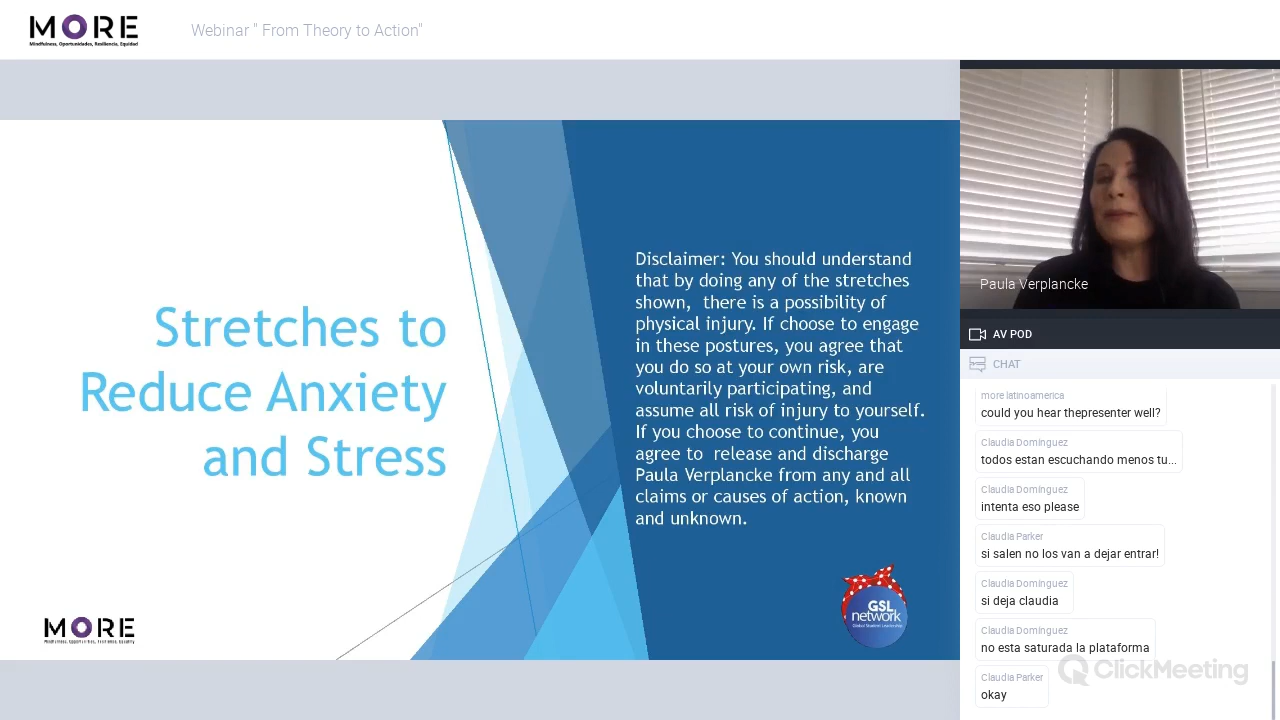 MORE
Mindfulness, Oportunidades, Resiliencia, Equidad
Webinar " From Theory to Action"
Stretches to
Reduce Anxiety
and Stress
Disclaimer: You should understand
that by doing any of the stretches
shown, there is a possibility of
physical injury. If choose to engage
in these postures, you agree that
you do so at your own risk, are
voluntarily participating, and
assume all risk of injury to yourself.
If you choose to continue, you
agree to release and discharge
Paula Verplancke from any and all
claims or causes of action, known
and unknown.
MORE
GSL
network
Global Student Leadership
Paula Verplancke
AV POD
CHAT
more latinoamerica
could you hear thepresenter well?
Claudia Domínguez
todos estan escuchando menos tu...
Claudia Domínguez
intenta eso please
Claudia Parker
si salen no los van a dejar entrar!
Claudia Domínguez
si deja claudia
Claudia Domínguez
no esta saturada la plataforma
Claudia Parker
okay
ClickMeeting